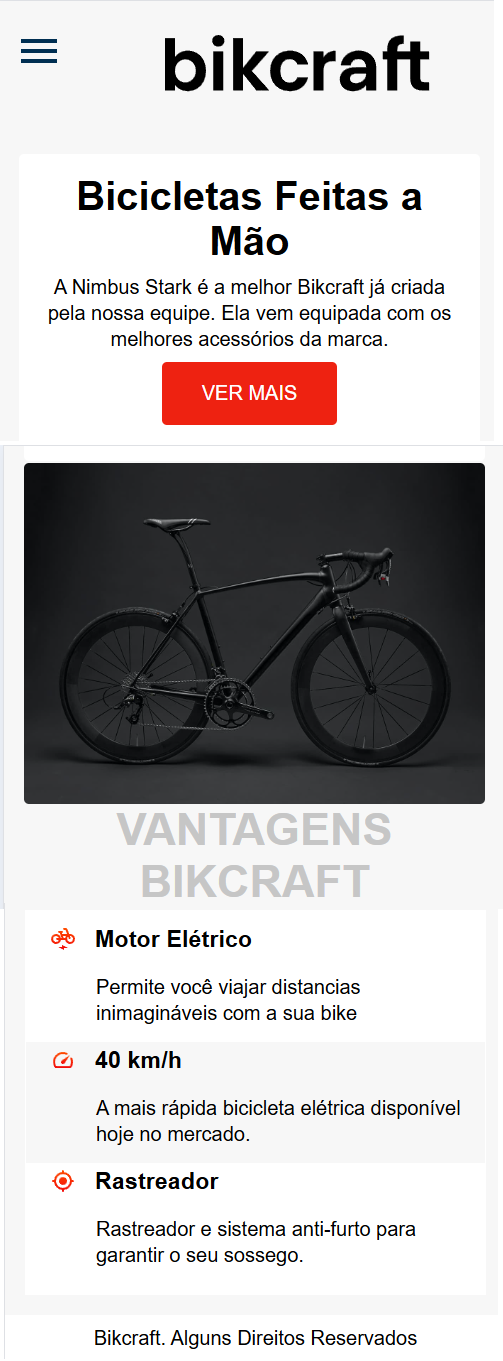 bikcraft
Bicicletas Feitas a
Mão
A Nimbus Stark é a melhor Bikcraft já criada
pela nossa equipe. Ela vem equipada com os
melhores acessórios da marca.
VER MAIS
VANTAGENS
BIKCRAFT
Motor Elétrico
Permite você viajar distancias
inimagináveis com a sua bike
40 km/h
A mais rápida bicicleta elétrica disponível
hoje no mercado.
Rastreador
Rastreador e sistema anti-furto para
garantir o seu sossego.
Bikcraft. Alguns Direitos Reservados